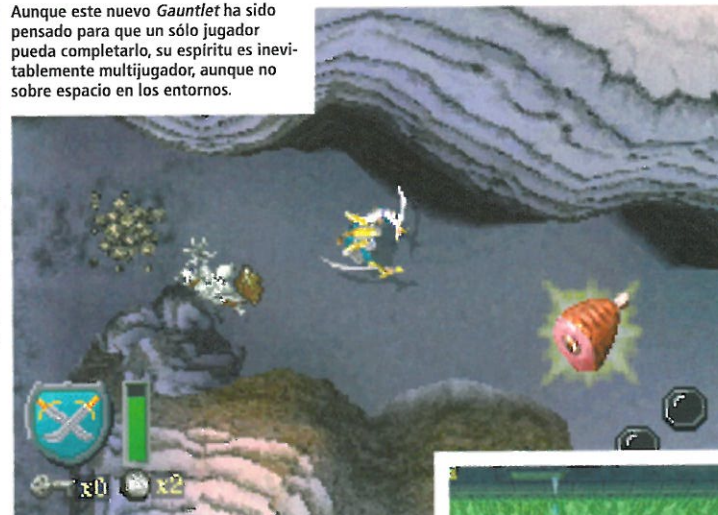 Aunque este nuevo Gauntlet ha sido
pensado para que un sólo jugador
pueda completarlo, su espíritu es inevi-
tablemente multijugador, aunque no
sobre espacio en los entornos.
x0 x2